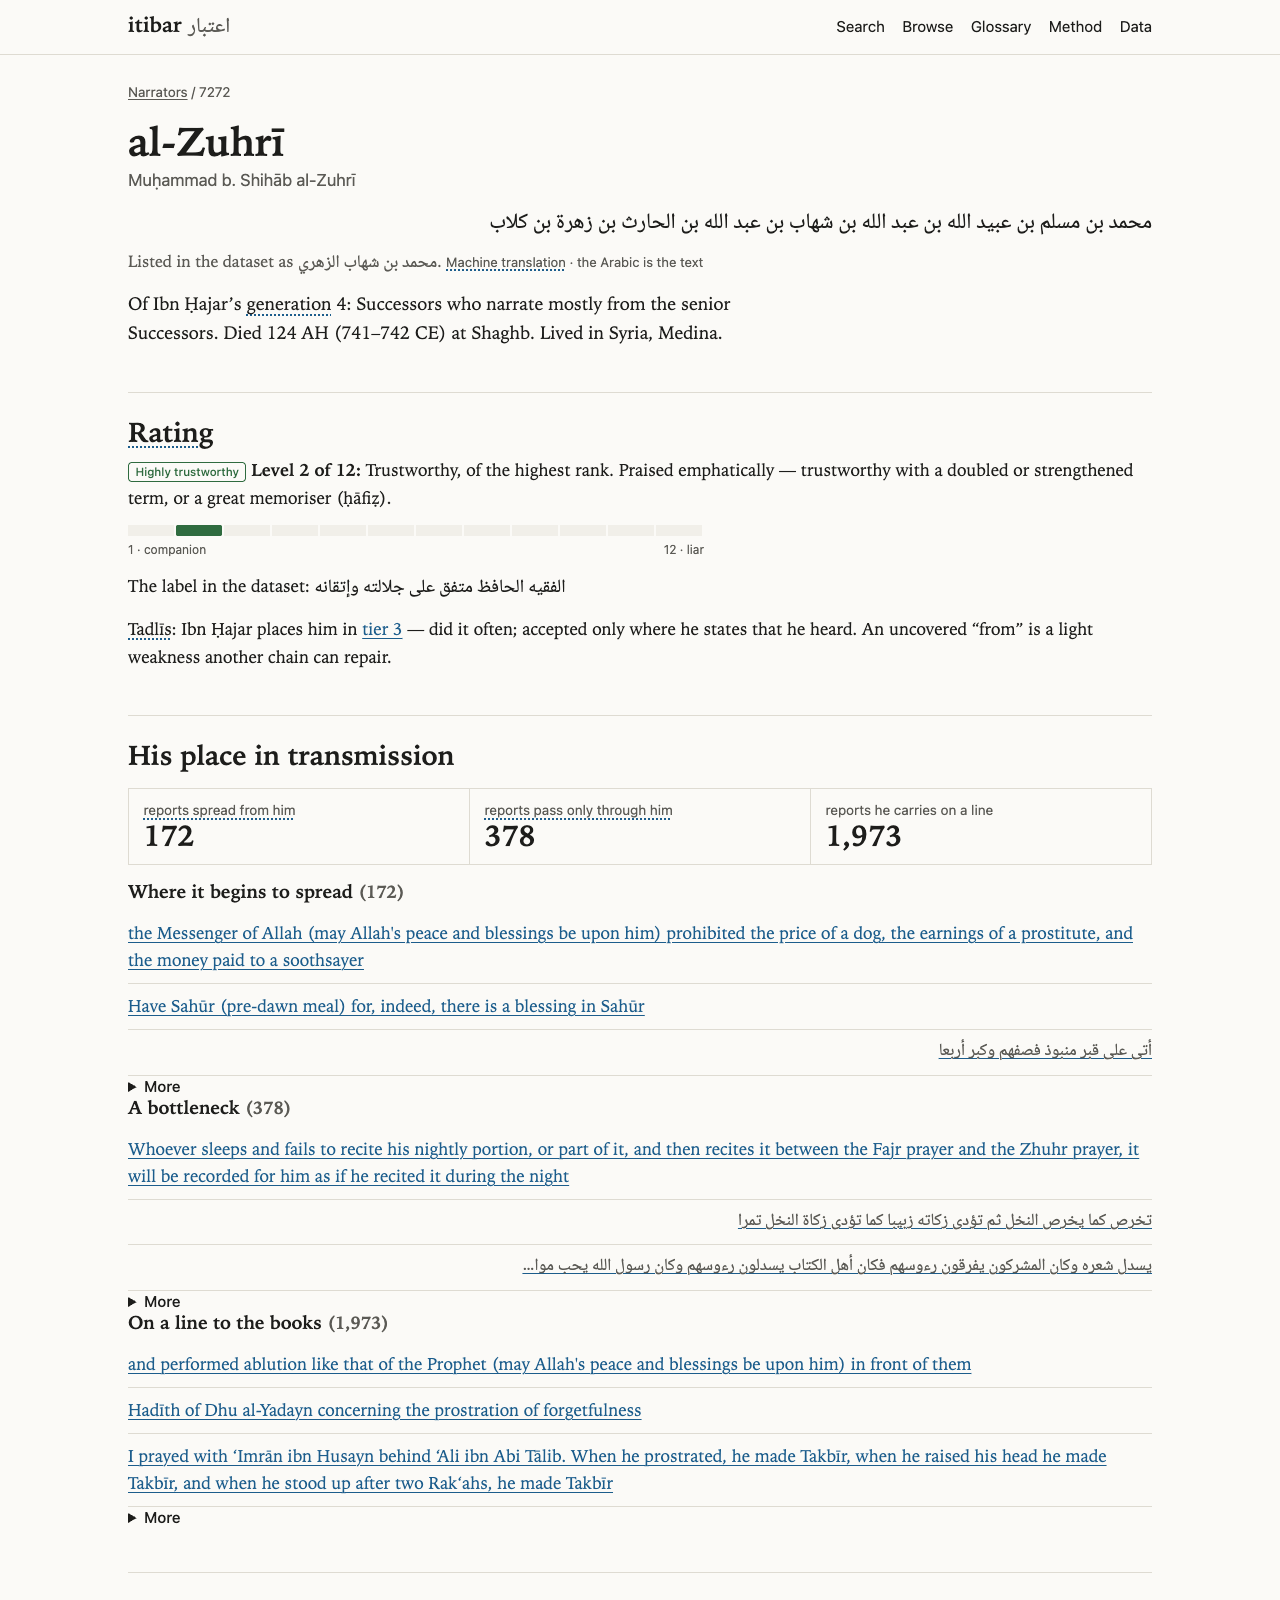 itibar اعتبار
Search Browse Glossary Method Data
Narrators / 7272
al-Zuhrī
Muḥammad b. Shihāb al-Zuhrī
محمد بن مسلم بن عبيد الله بن عبد الله بن شهاب بن عبد الله بن الحارث بن زهرة بن كلاب
Listed in the dataset as محمد بن شهاب الزهري. Machine translation · the Arabic is the text
Of Ibn Ḥajar’s generation 4: Successors who narrate mostly from the senior
Successors. Died 124 AH (741–742 CE) at Shaghb. Lived in Syria, Medina.
Rating
Highly trustworthy Level 2 of 12: Trustworthy, of the highest rank. Praised emphatically — trustworthy with a doubled or strengthened
term, or a great memoriser (ḥāfiẓ).
1 · companion 12 · liar
The label in the dataset: الفقيه الحافظ متفق على جلالته وإتقانه
Tadlīs: Ibn Ḥajar places him in tier 3 — did it often; accepted only where he states that he heard. An uncovered “from” is a light
weakness another chain can repair.
His place in transmission
reports spread from him
172
reports pass only through him
378
reports he carries on a line
1,973
Where it begins to spread (172)
the Messenger of Allah (may Allah's peace and blessings be upon him) prohibited the price of a dog, the earnings of a prostitute, and
the money paid to a soothsayer
Have Sahūr (pre-dawn meal) for, indeed, there is a blessing in Sahūr
أتى على قبر منبوذ فصفهم وكبر أربعا
More
A bottleneck (378)
Whoever sleeps and fails to recite his nightly portion, or part of it, and then recites it between the Fajr prayer and the Zhuhr prayer, it
will be recorded for him as if he recited it during the night
تخرص كما يخرص النخل ثم تؤدى زكاته زبيبا كما تؤدى زكاة النخل تمرا
يسدل شعره وكان المشركون يفرقون رءوسهم فكان أهل الكتاب يسدلون رءوسهم وكان رسول الله يحب موا…
More
On a line to the books (1,973)
and performed ablution like that of the Prophet (may Allah's peace and blessings be upon him) in front of them
Hadīth of Dhu al-Yadayn concerning the prostration of forgetfulness
I prayed with ‘Imrān ibn Husayn behind ‘Ali ibn Abi Tālib. When he prostrated, he made Takbīr, when he raised his head he made
Takbīr, and when he stood up after two Rak‘ahs, he made Takbīr
More